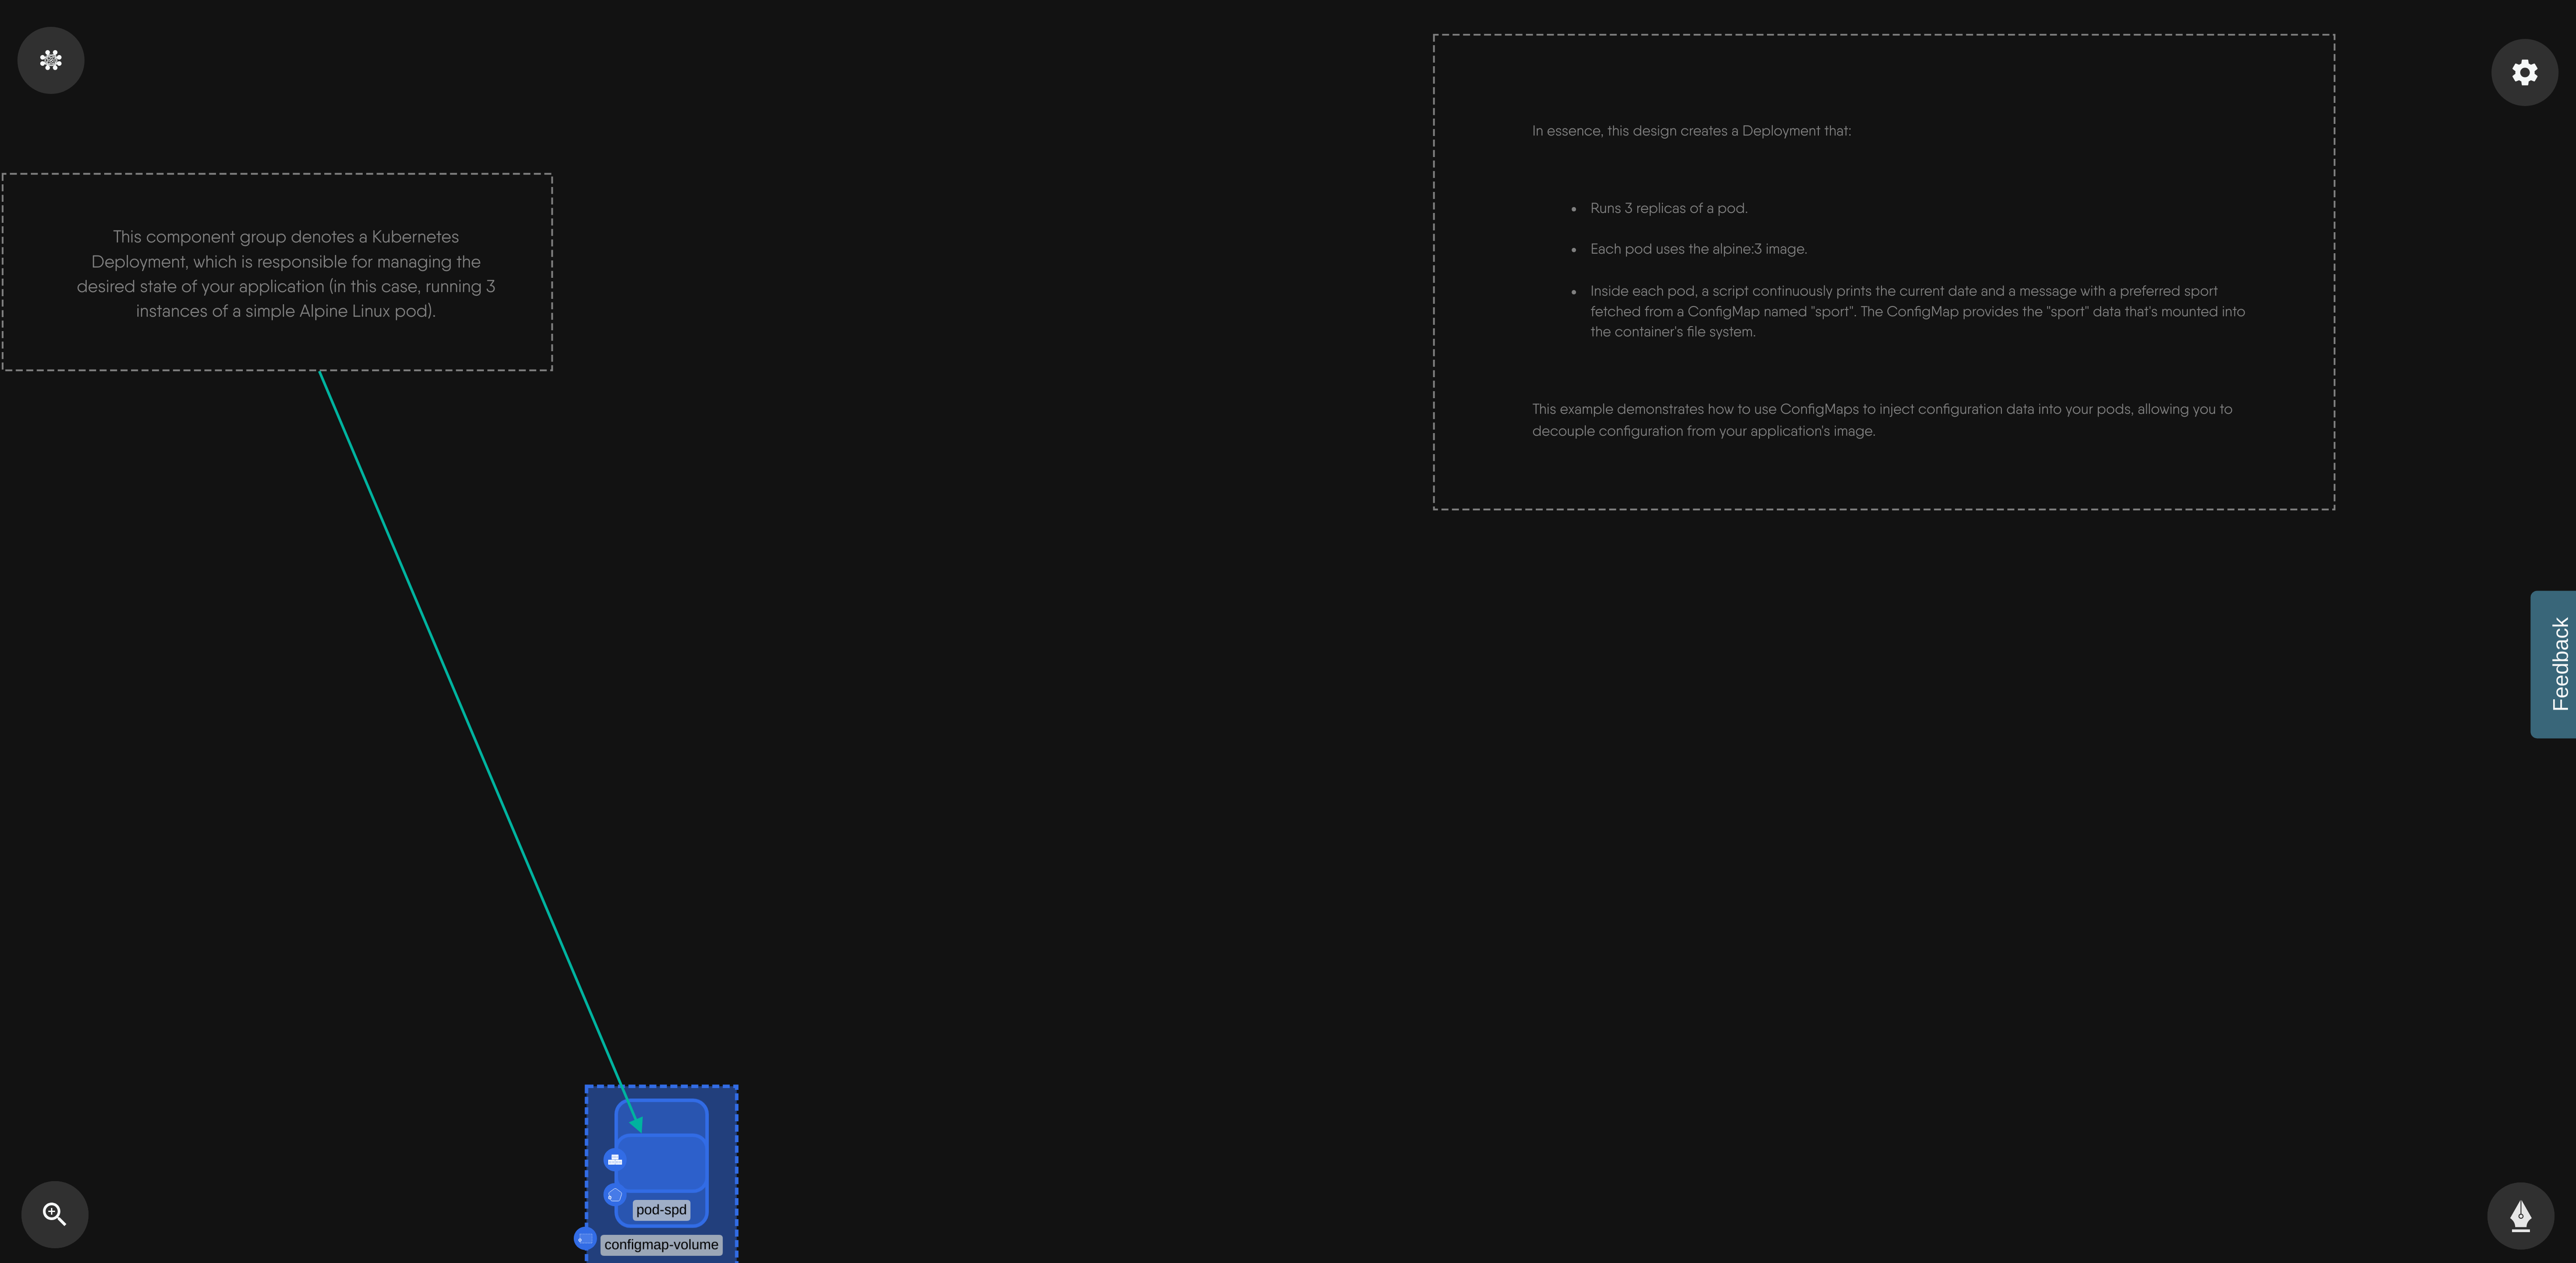 This component group denotes a Kubernetes
Deployment, which is responsible for managing the
desired state of your application (in this case, running 3
instances of a simple Alpine Linux pod).
In essence, this design creates a Deployment that:
• Runs 3 replicas of a pod.
• Each pod uses the alpine:3 image.
• Inside each pod, a script continuously prints the current date and a message with a preferred sport
fetched from a ConfigMap named "sport". The ConfigMap provides the "sport" data that's mounted into
the container's file system.
This example demonstrates how to use ConfigMaps to inject configuration data into your pods, allowing you to
decouple configuration from your application's image.
Feedback
pod-spd
configmap-volume